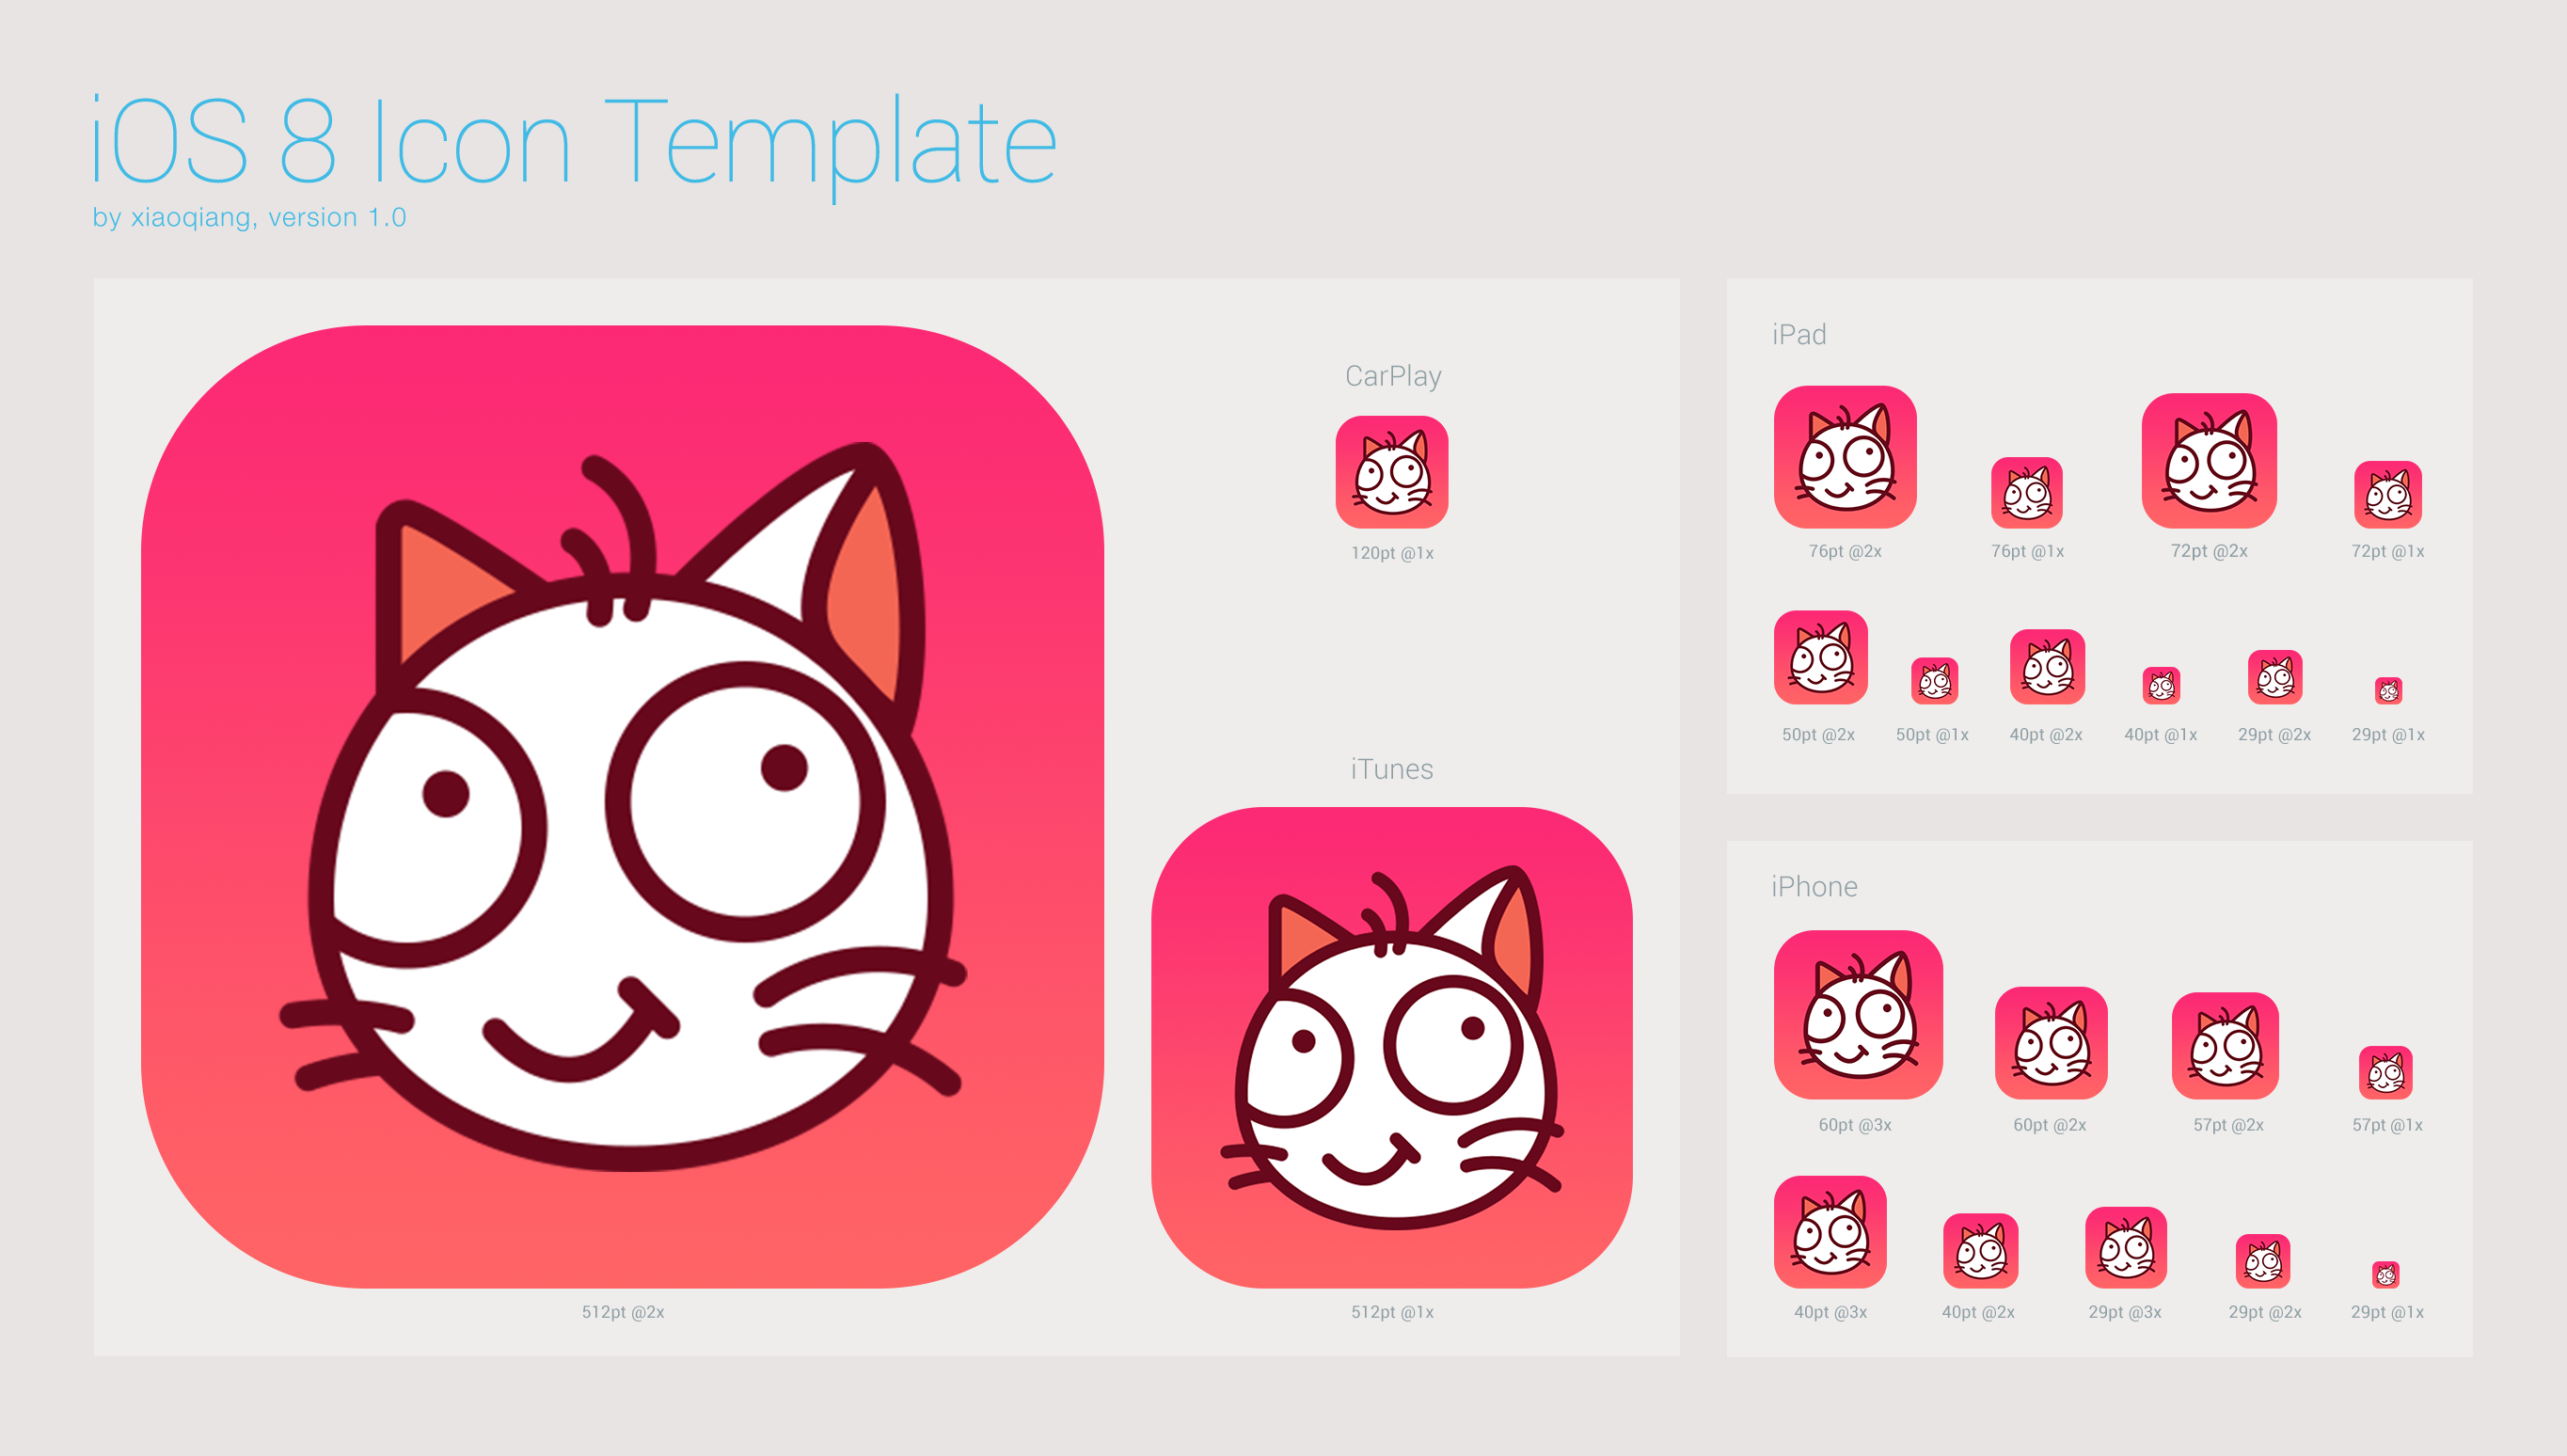 iOS 8 Icon Template
by xiaoqiang, version 1.0
CarPlay
120pt @1x
iTunes
512pt @2x
512pt @1x
iPad
76pt @2x
76pt @1x
72pt @2x
72pt @1x
50pt @2x
50pt @1x
40pt @2x
40pt @1x
29pt @2x
29pt @1x
iPhone
60pt @3x
60pt @2x
57pt @2x
57pt @1x
40pt @3x
40pt @2x
29pt @3x
29pt @2x
29pt @1x